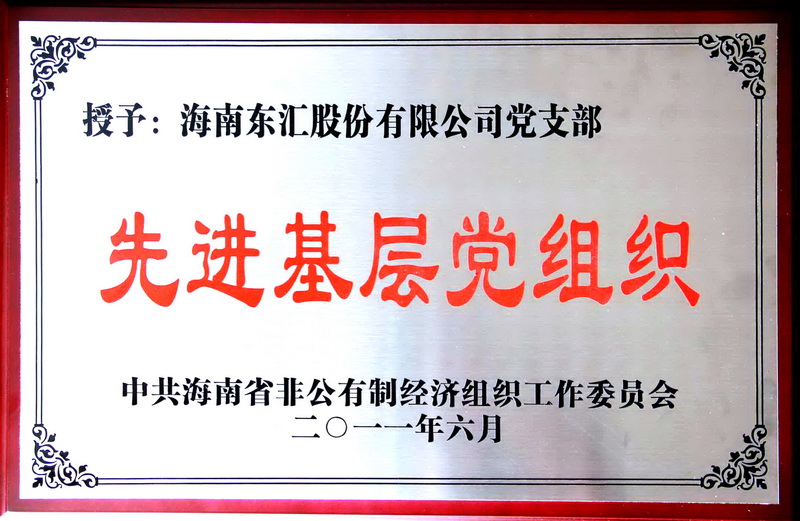 授予：海南东汇股份有限公司党支部
先进基层党组织
中共海南省非公有制经济组织工作委员会
二〇一一年六月